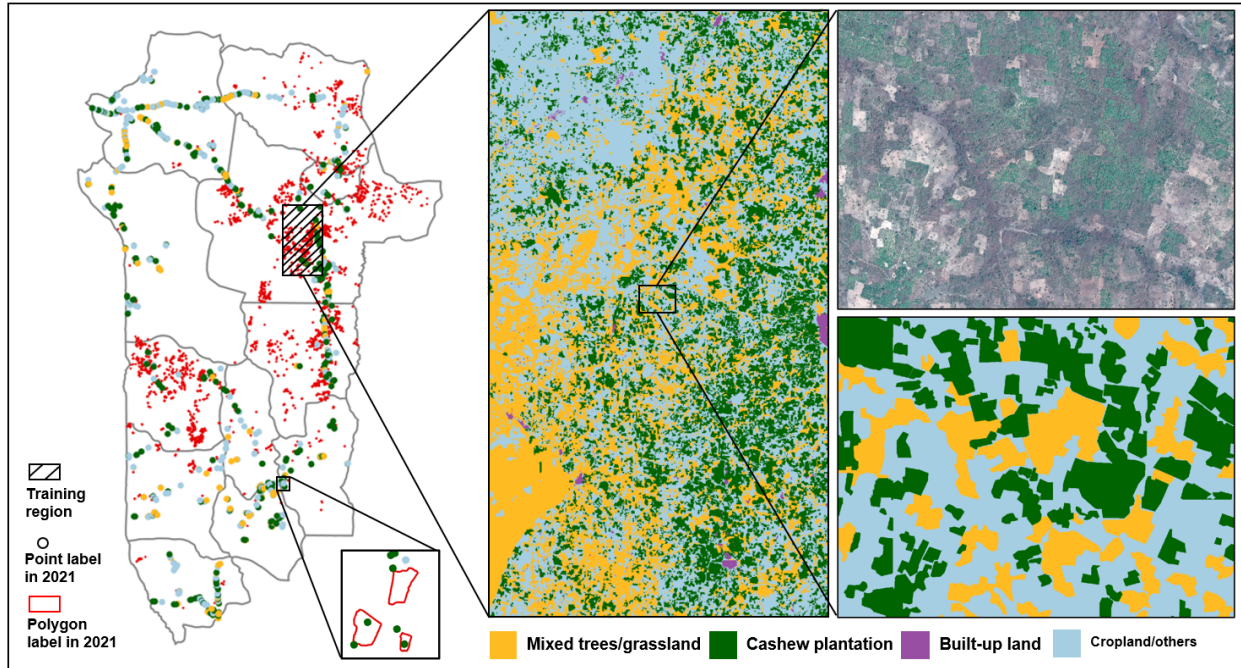 Training
region
Point label
in 2021
Polygon
label in 2021
Mixed trees/grassland
Cashew plantation
Built-up land
Cropland/others